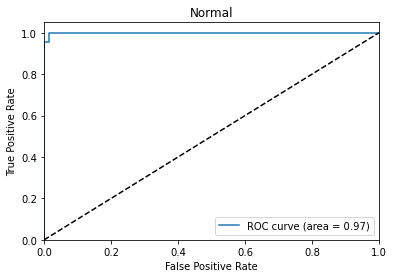 Normal
1.0
0.8
0.6
0.4
0.2
0.0
True Positive Rate
ROC curve (area = 0.97)
0.0 0.2 0.4 0.6 0.8 1.0
False Positive Rate